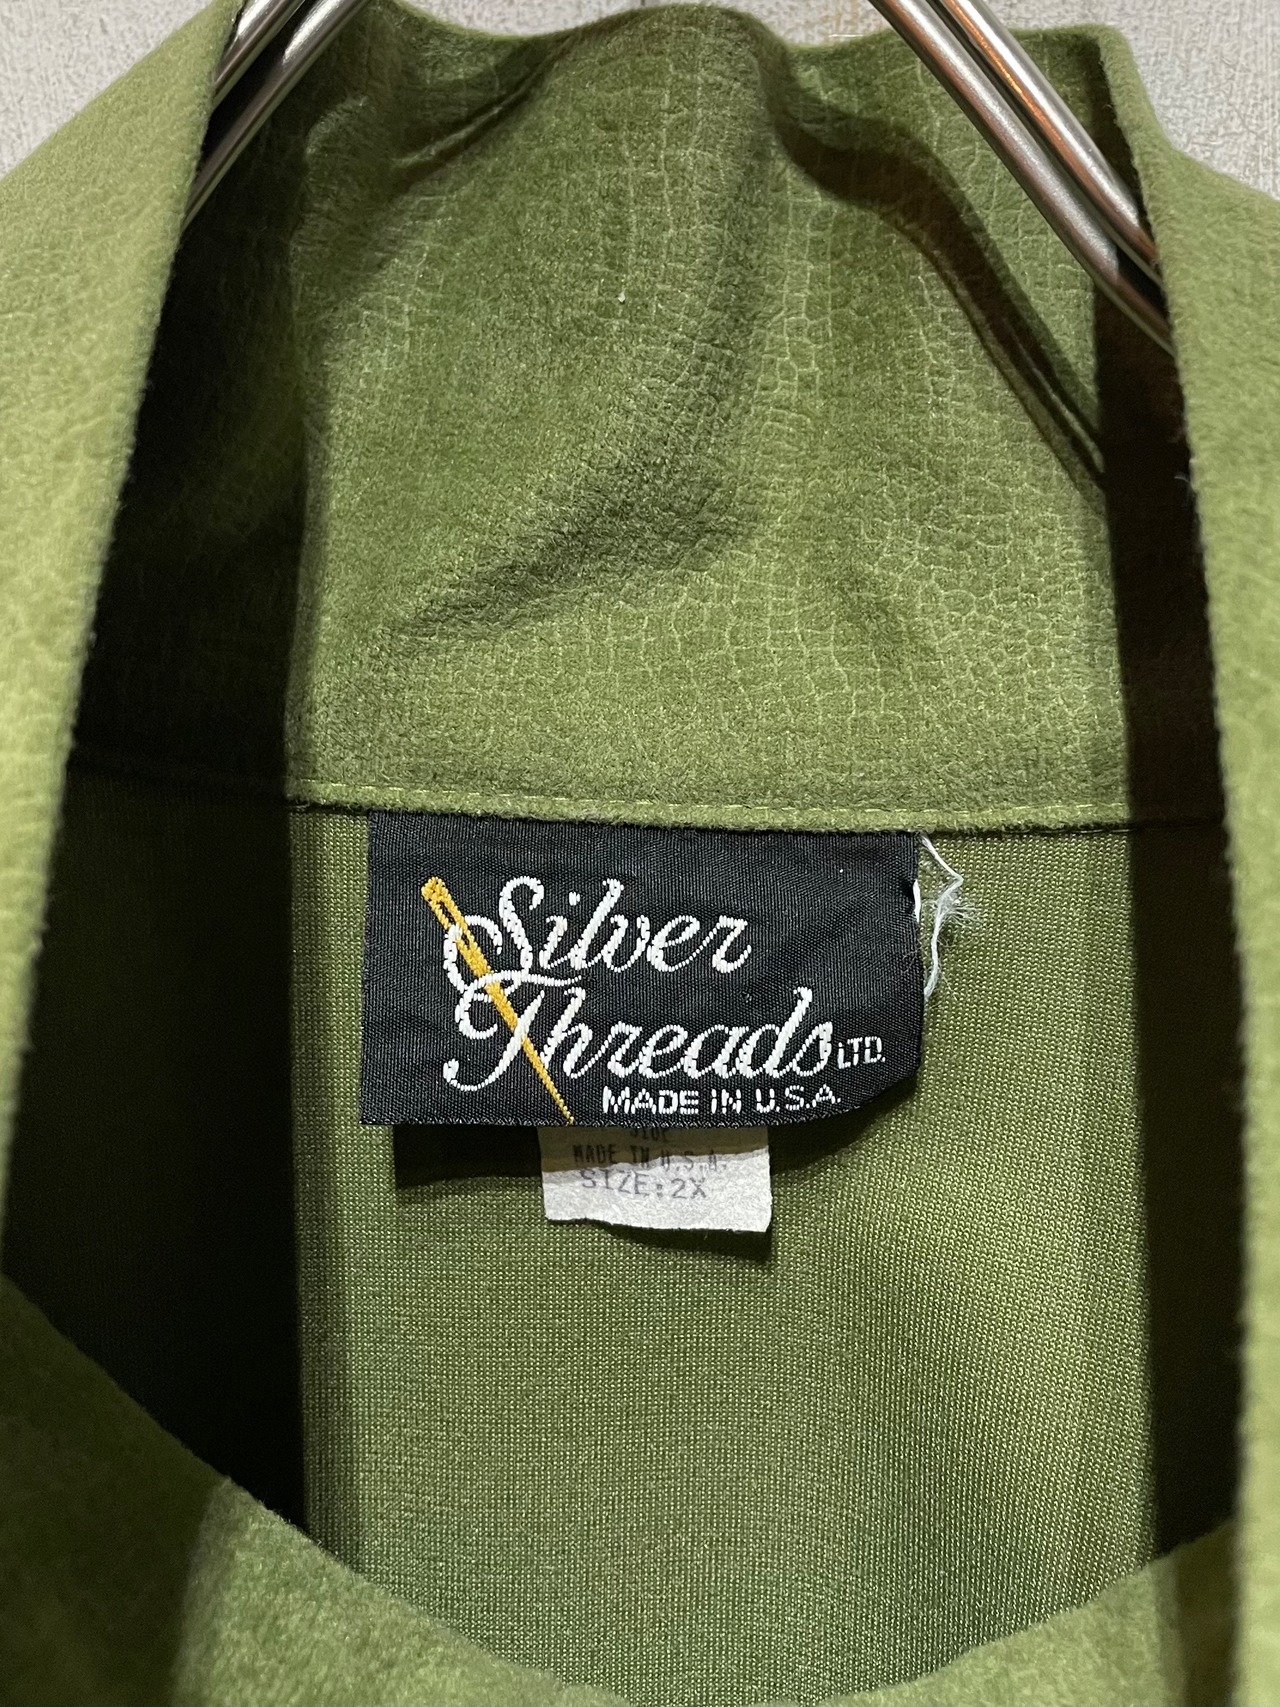 Silver
Threads LTD.
MADE IN U.S.A.
MADE IN U.S.A.
SIZE:2X